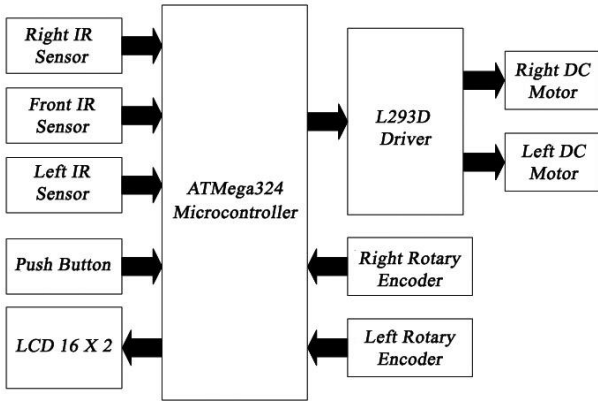 Right IR
Sensor
Front IR
Sensor
Left IR
Sensor
Push Button
LCD 16 X 2
ATMega324
Microcontroller
L293D
Driver
Right DC
Motor
Left DC
Motor
Right Rotary
Encoder
Left Rotary
Encoder